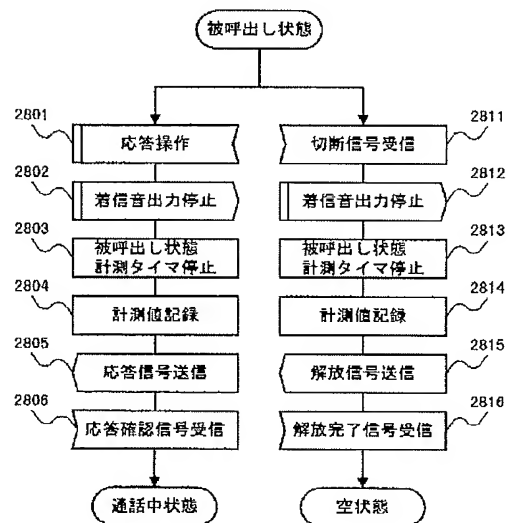 被呼出し状態
2801
応答操作
2802
着信音出力停止
2803
被呼出し状態
計測タイマ停止
2804
計測値記録
2805
応答信号送信
2806
応答確認信号受信
通話中状態
2811
切断信号受信
2812
着信音出力停止
2813
被呼出し状態
計測タイマ停止
2814
計測値記録
2815
解放信号送信
2816
解放完了信号受信
空状態